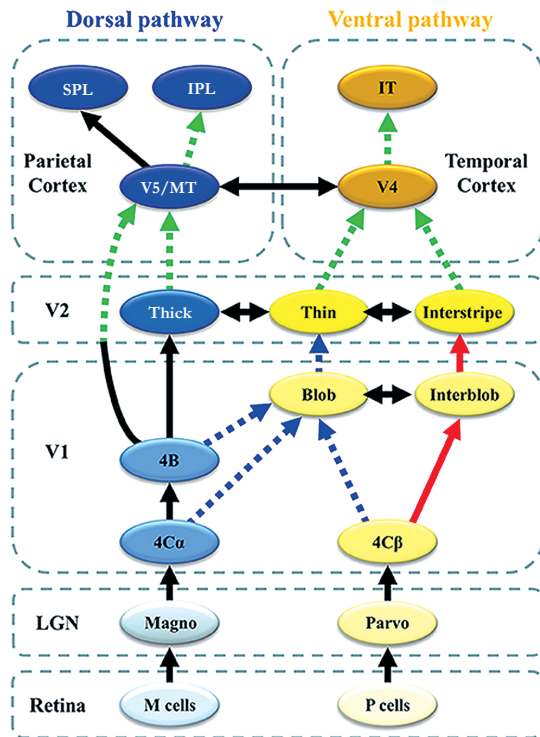 Dorsal pathway
Ventral pathway
SPL
IPL
IT
Parietal
Cortex
V5/MT
V4
Temporal
Cortex
V2
Thick
Thin
Interstripe
Blob
Interblob
V1
4B
4Cα
4Cβ
LGN
Magno
Parvo
Retina
M cells
P cells